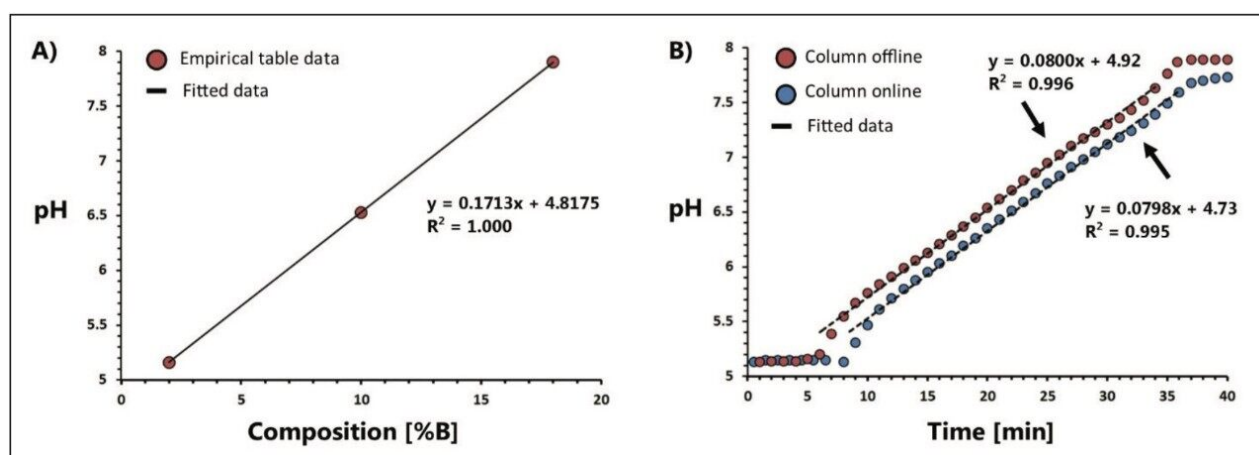 A)
Empirical table data
Fitted data
8
7.5
7
6.5
6
5.5
5
pH
y = 0.1713x + 4.8175
R² = 1.000
0
5
10
15
20
Composition [%B]
B)
Column offline
Column online
Fitted data
y = 0.0800x + 4.92
R² = 0.996
8
7.5
7
6.5
6
5.5
5
pH
y = 0.0798x + 4.73
R² = 0.995
0
5
10
15
20
25
30
35
40
Time [min]